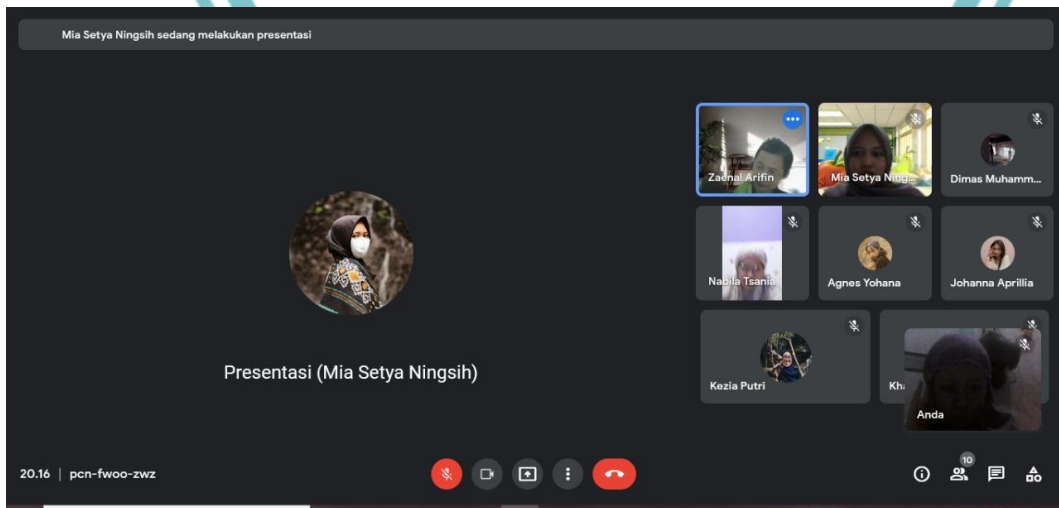 Mia Setya Ningsih sedang melakukan presentasi
Zaenal Arifin
Mia Setya Ning...
Dimas Muhamm...
Nabila Tsania
Agnes Yohana
Johanna Aprillia
Presentasi (Mia Setya Ningsih)
Kezia Putri
Kha
Anda
20.16 | pcn-fwoo-zwz
10